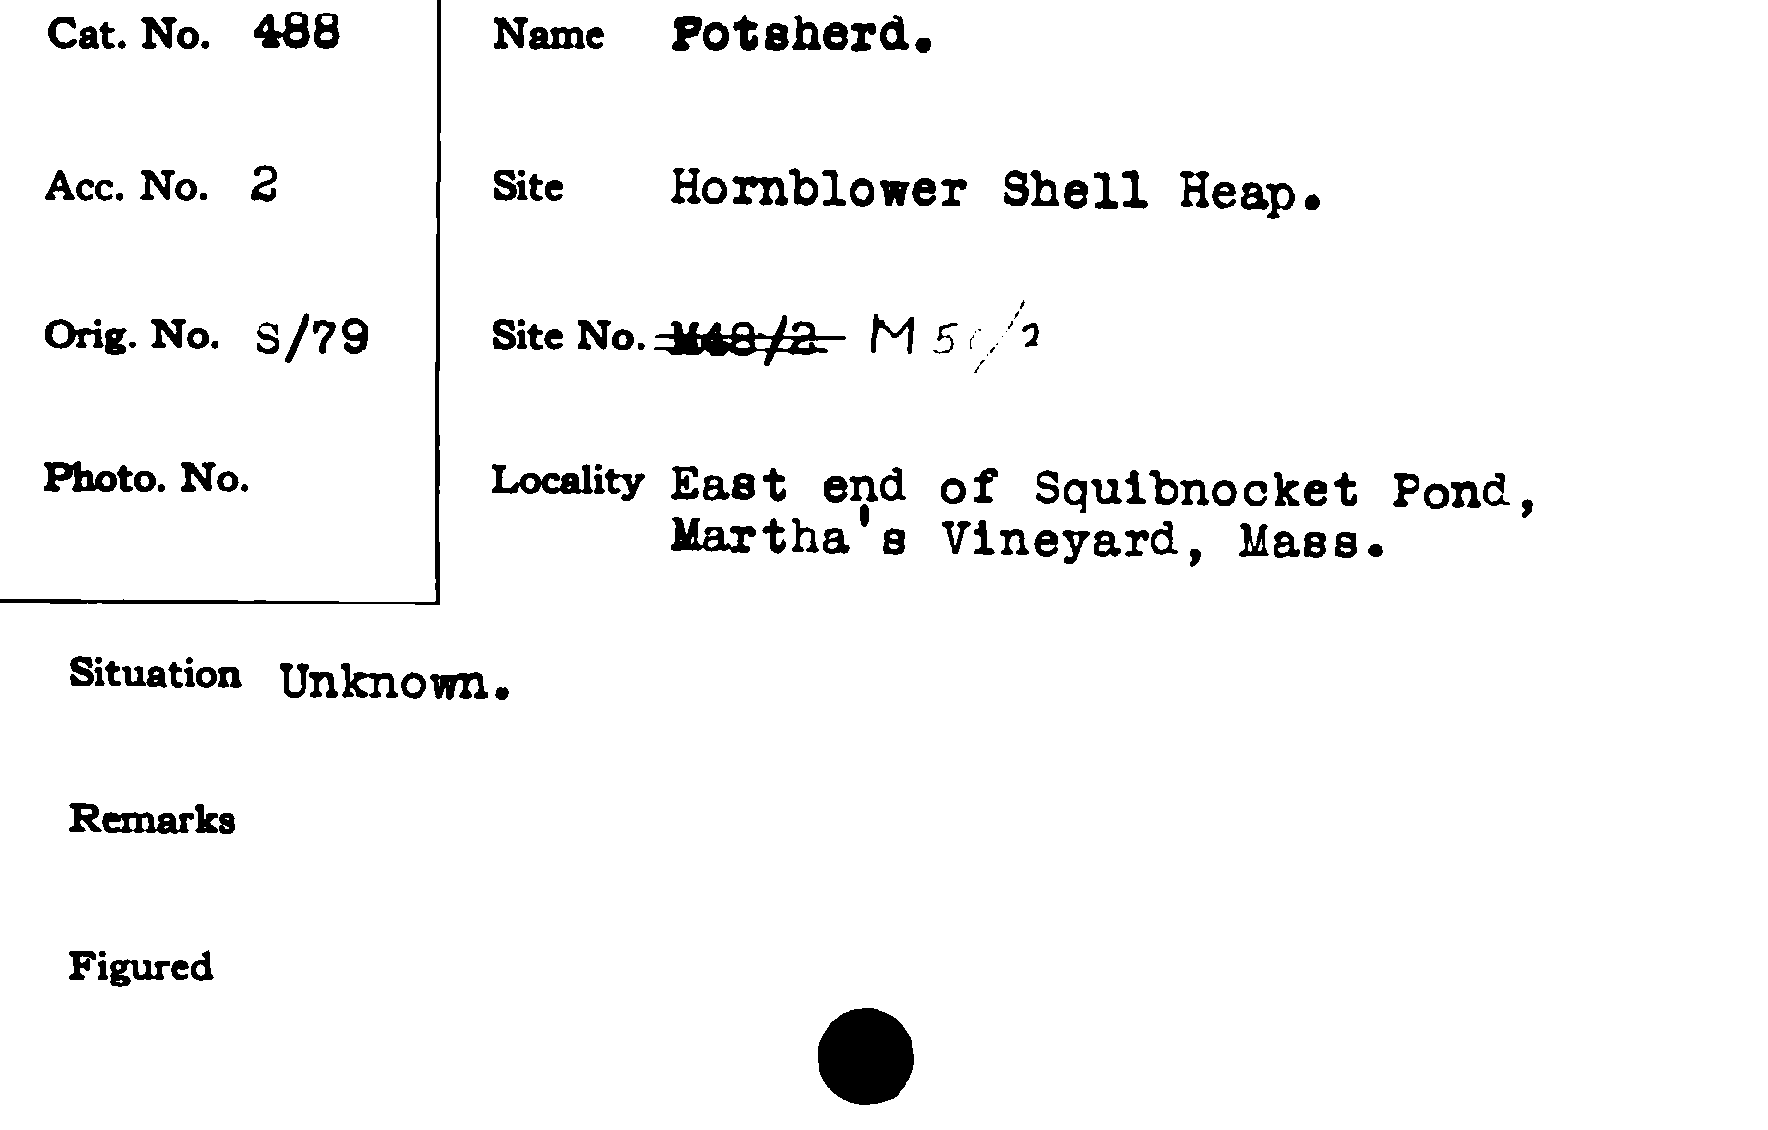 Cat. No. 488
Name Potsherd.
Acc. No. 2
Site Hornblower Shell Heap.
Orig. No. S/79
Site No. M48/2 M 50/2
Photo. No.
Locality East end of Squibnocket Pond,
Martha's Vineyard, Mass.
Situation Unknown.
Remarks
Figured